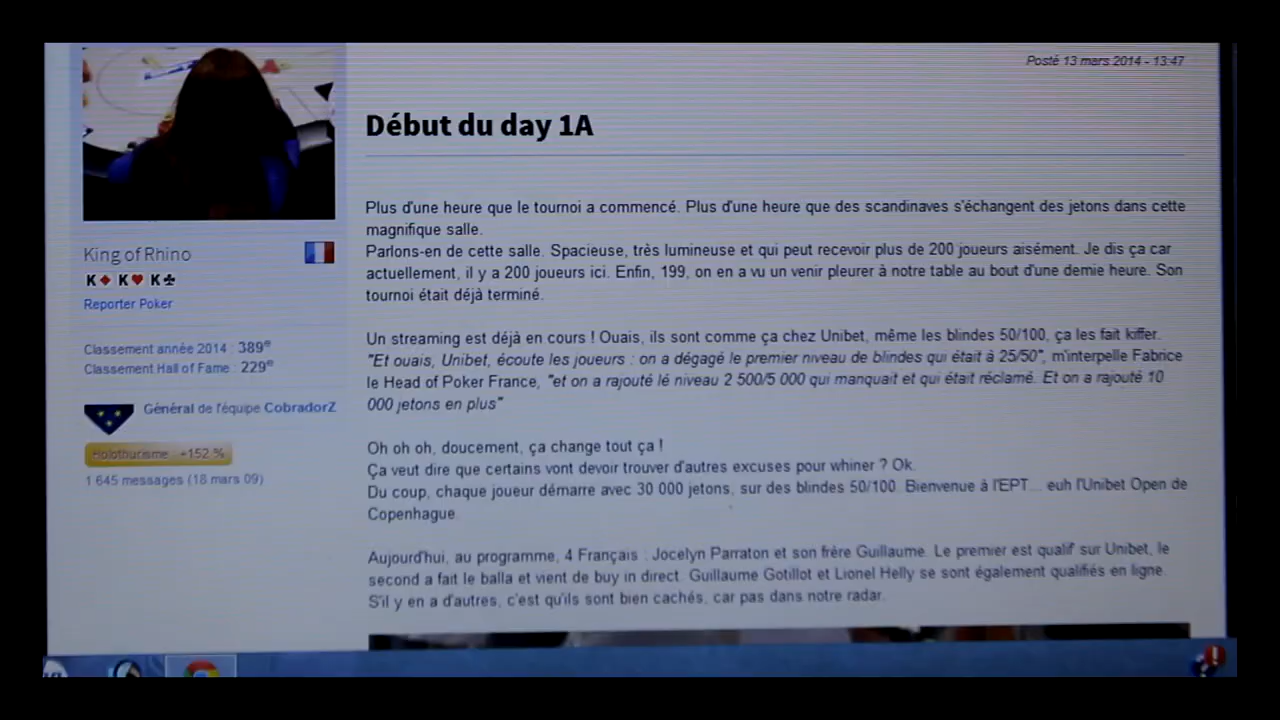 Posté 13 mars 2014 - 13:47
Début du day 1A
Plus d'une heure que le tournoi a commencé. Plus d'une heure que des scandinaves s'échangent des jetons dans cette
magnifique salle.
Parlons-en de cette salle. Spacieuse, très lumineuse et qui peut recevoir plus de 200 joueurs aisément. Je dis ça car
actuellement, il y a 200 joueurs ici. Enfin, 199, on en a vu un venir pleurer à notre table au bout d'une demie heure. Son
tournoi était déjà terminé.
Un streaming est déjà en cours ! Ouais, ils sont comme ça chez Unibet, même les blindes 50/100, ça les fait kiffer.
"Et ouais, Unibet, écoute les joueurs : on a dégagé le premier niveau de blindes qui était à 25/50", m'interpelle Fabrice
le Head of Poker France, "et on a rajouté lé niveau 2 500/5 000 qui manquait et qui était réclamé. Et on a rajouté 10
000 jetons en plus"
Oh oh oh, doucement, ça change tout ça !
Ça veut dire que certains vont devoir trouver d'autres excuses pour whiner ? Ok.
Du coup, chaque joueur démarre avec 30 000 jetons, sur des blindes 50/100. Bienvenue à l'EPT... euh l'Unibet Open de
Copenhague.
Aujourd'hui, au programme, 4 Français : Jocelyn Parraton et son frère Guillaume. Le premier est qualif sur Unibet, le
second a fait le balla et vient de buy in direct. Guillaume Gotillot et Lionel Helly se sont également qualifiés en ligne.
S'il y en a d'autres, c'est qu'ils sont bien cachés, car pas dans notre radar.
King of Rhino
K♦ K♥ K♣
Reporter Poker
Classement année 2014 : 389e
Classement Hall of Fame : 229e
Général de l'équipe CobradorZ
Holothurisme : +152 %
1 645 messages (18 mars 09)